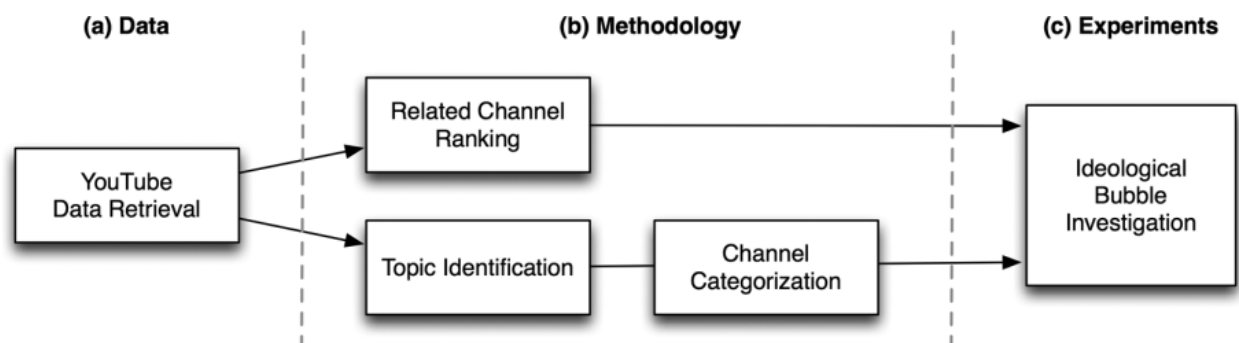 (a) Data
(b) Methodology
(c) Experiments
YouTube
Data Retrieval
Related Channel
Ranking
Topic Identification
Channel
Categorization
Ideological
Bubble
Investigation